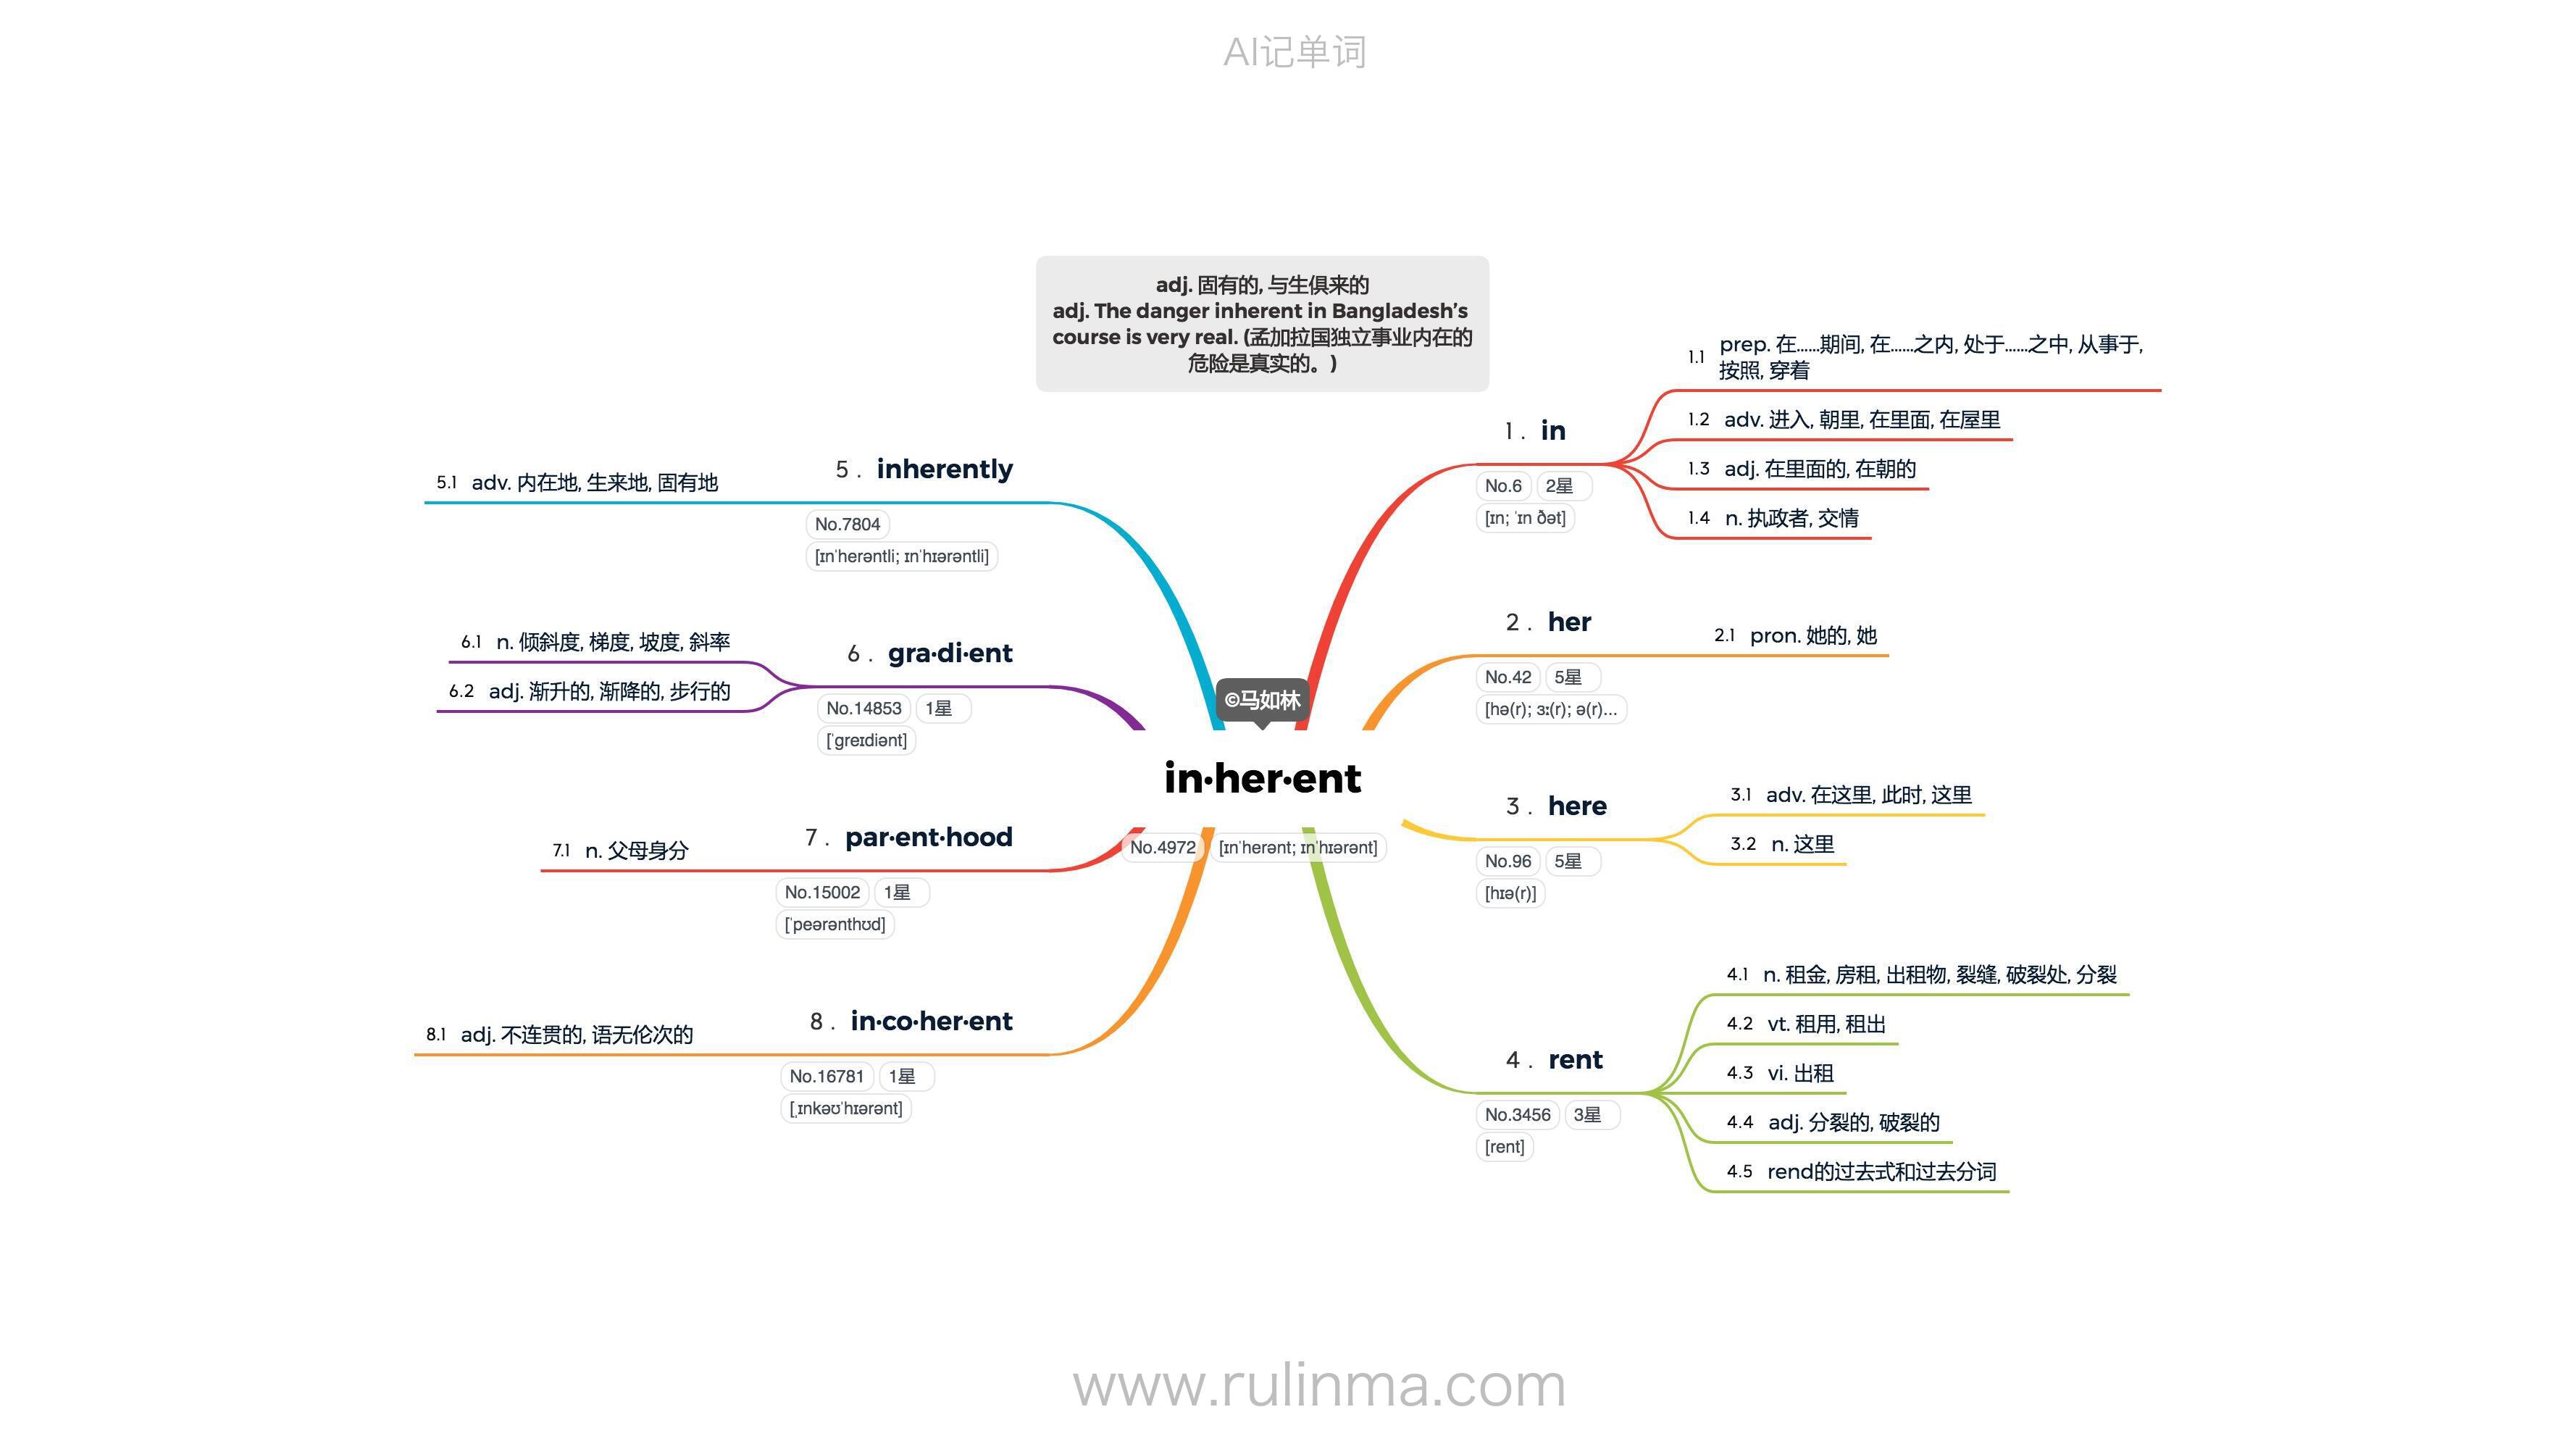 AI记单词
adj. 固有的, 与生俱来的
adj. The danger inherent in Bangladesh’s
course is very real. (孟加拉国独立事业内在的
危险是真实的。)
©马如林
in·her·ent
No.4972 [ɪnˈherənt; ɪnˈhɪərənt]
1 . in
No.6 2星
[ɪn; ˈɪn ðət]
1.1 prep. 在……期间, 在……之内, 处于……之中, 从事于,
按照, 穿着
1.2 adv. 进入, 朝里, 在里面, 在屋里
1.3 adj. 在里面的, 在朝的
1.4 n. 执政者, 交情
2 . her
No.42 5星
[hə(r); ɜː(r); ə(r)...
2.1 pron. 她的, 她
3 . here
No.96 5星
[hɪə(r)]
3.1 adv. 在这里, 此时, 这里
3.2 n. 这里
4 . rent
No.3456 3星
[rent]
4.1 n. 租金, 房租, 出租物, 裂缝, 破裂处, 分裂
4.2 vt. 租用, 租出
4.3 vi. 出租
4.4 adj. 分裂的, 破裂的
4.5 rend的过去式和过去分词
5 . inherently
No.7804
[ɪnˈherəntli; ɪnˈhɪərəntli]
5.1 adv. 内在地, 生来地, 固有地
6 . gra·di·ent
No.14853 1星
[ˈɡreɪdiənt]
6.1 n. 倾斜度, 梯度, 坡度, 斜率
6.2 adj. 渐升的, 渐降的, 步行的
7 . par·ent·hood
No.15002 1星
[ˈpeərənthʊd]
7.1 n. 父母身分
8 . in·co·her·ent
No.16781 1星
[ˌɪnkəʊˈhɪərənt]
8.1 adj. 不连贯的, 语无伦次的
www.rulinma.com